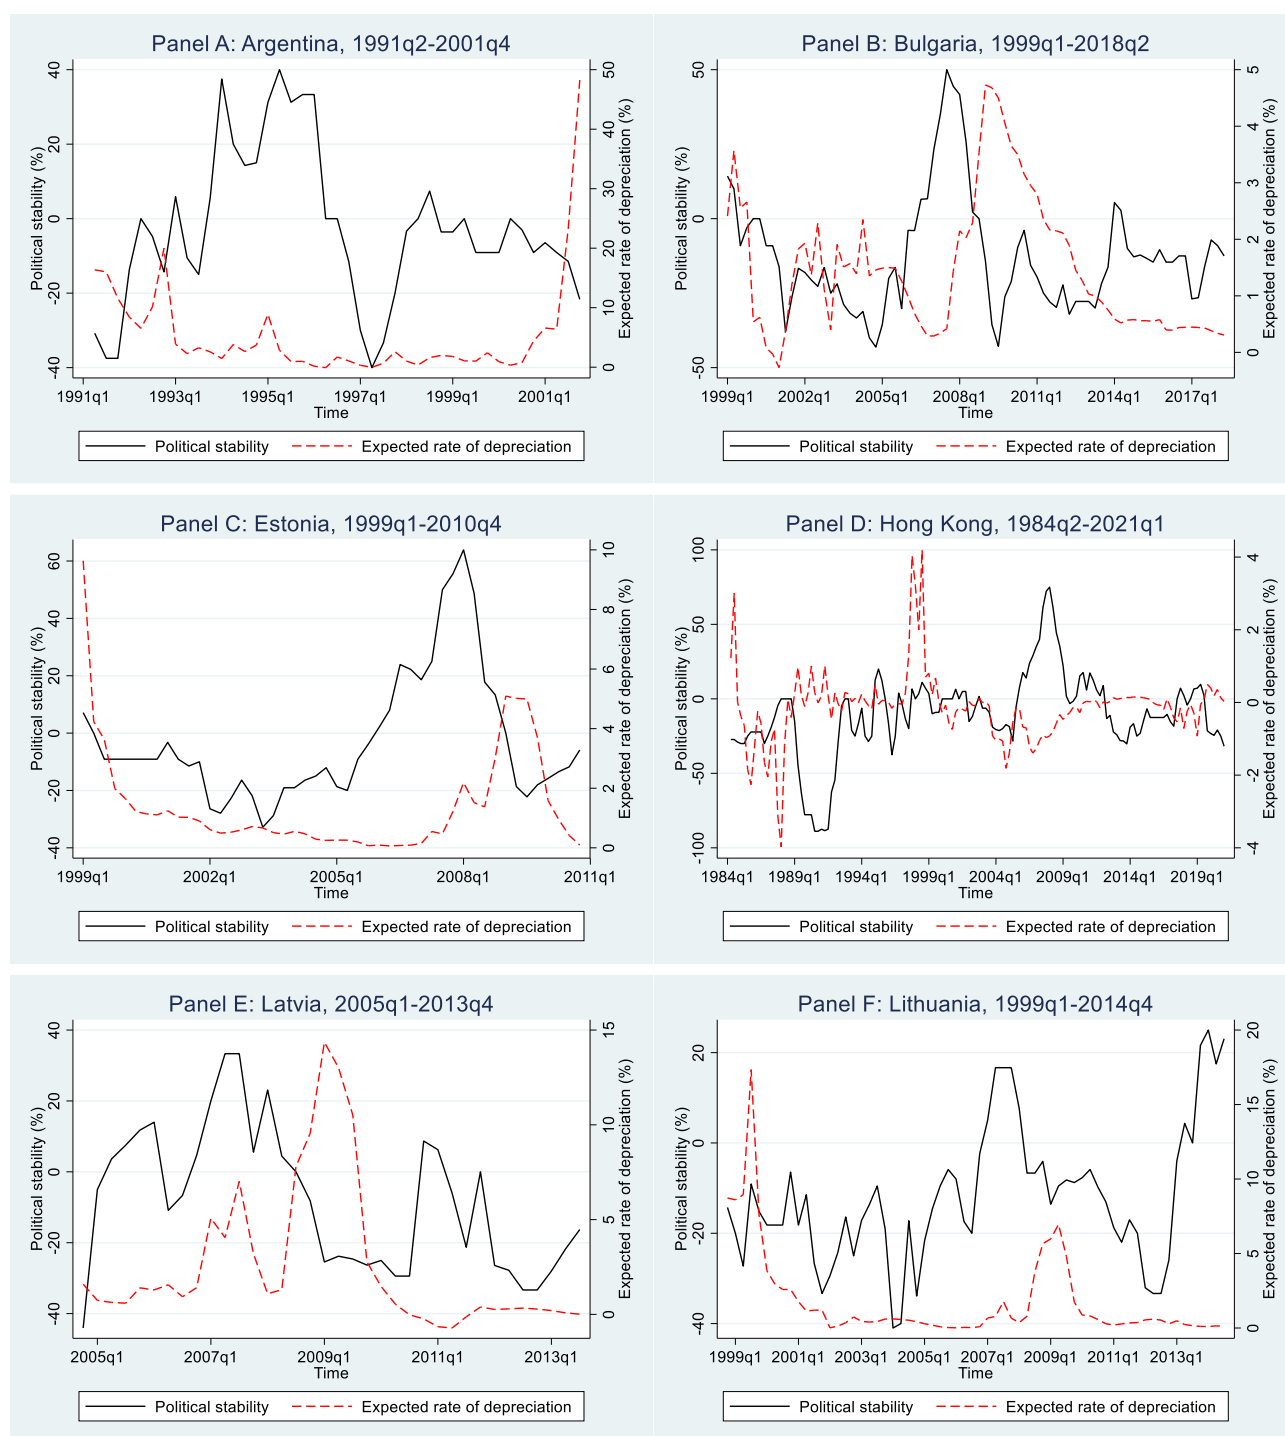 Panel A: Argentina, 1991q2-2001q4
Political stability (%)
40
20
0
-20
-40
Expected rate of depreciation (%)
50
40
30
20
10
0
1991q1 1993q1 1995q1 1997q1 1999q1 2001q1
Time
Political stability Expected rate of depreciation
Panel B: Bulgaria, 1999q1-2018q2
Political stability (%)
50
0
-50
Expected rate of depreciation (%)
5
4
3
2
1
0
1999q1 2002q1 2005q1 2008q1 2011q1 2014q1 2017q1
Time
Political stability Expected rate of depreciation
Panel C: Estonia, 1999q1-2010q4
Political stability (%)
60
40
20
0
-20
-40
Expected rate of depreciation (%)
10
8
6
4
2
0
1999q1 2002q1 2005q1 2008q1 2011q1
Time
Political stability Expected rate of depreciation
Panel D: Hong Kong, 1984q2-2021q1
Political stability (%)
100
50
0
-50
-100
Expected rate of depreciation (%)
4
2
0
-2
-4
1984q1 1989q1 1994q1 1999q1 2004q1 2009q1 2014q1 2019q1
Time
Political stability Expected rate of depreciation
Panel E: Latvia, 2005q1-2013q4
Political stability (%)
40
20
0
-20
-40
Expected rate of depreciation (%)
15
10
5
0
2005q1 2007q1 2009q1 2011q1 2013q1
Time
Political stability Expected rate of depreciation
Panel F: Lithuania, 1999q1-2014q4
Political stability (%)
20
0
-20
-40
Expected rate of depreciation (%)
20
15
10
5
0
1999q1 2001q1 2003q1 2005q1 2007q1 2009q1 2011q1 2013q1
Time
Political stability Expected rate of depreciation